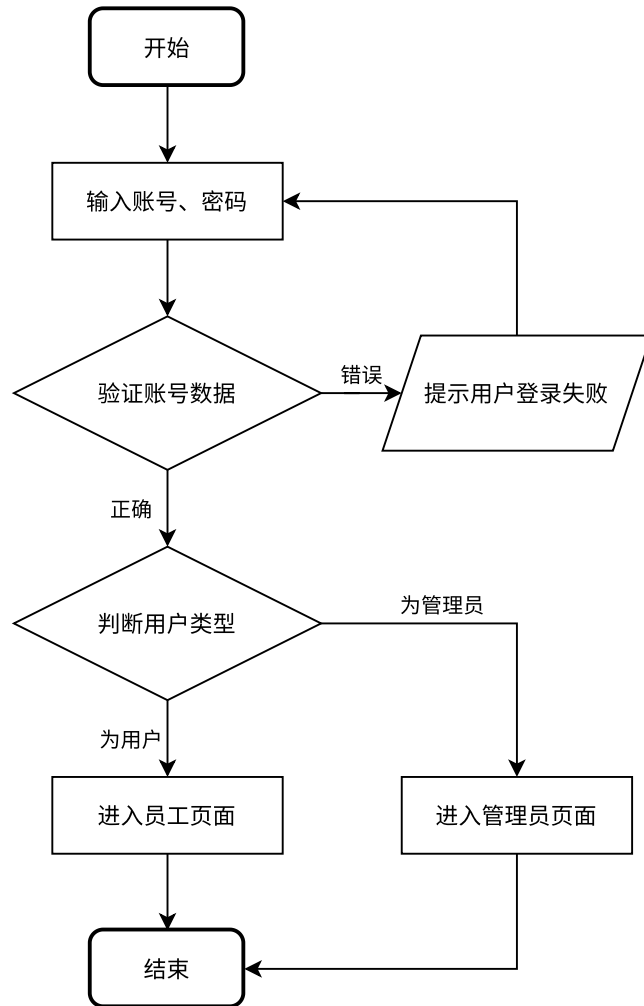 开始
输入账号、密码
验证账号数据
错误
提示用户登录失败
正确
判断用户类型
为管理员
为用户
进入员工页面
进入管理员页面
结束